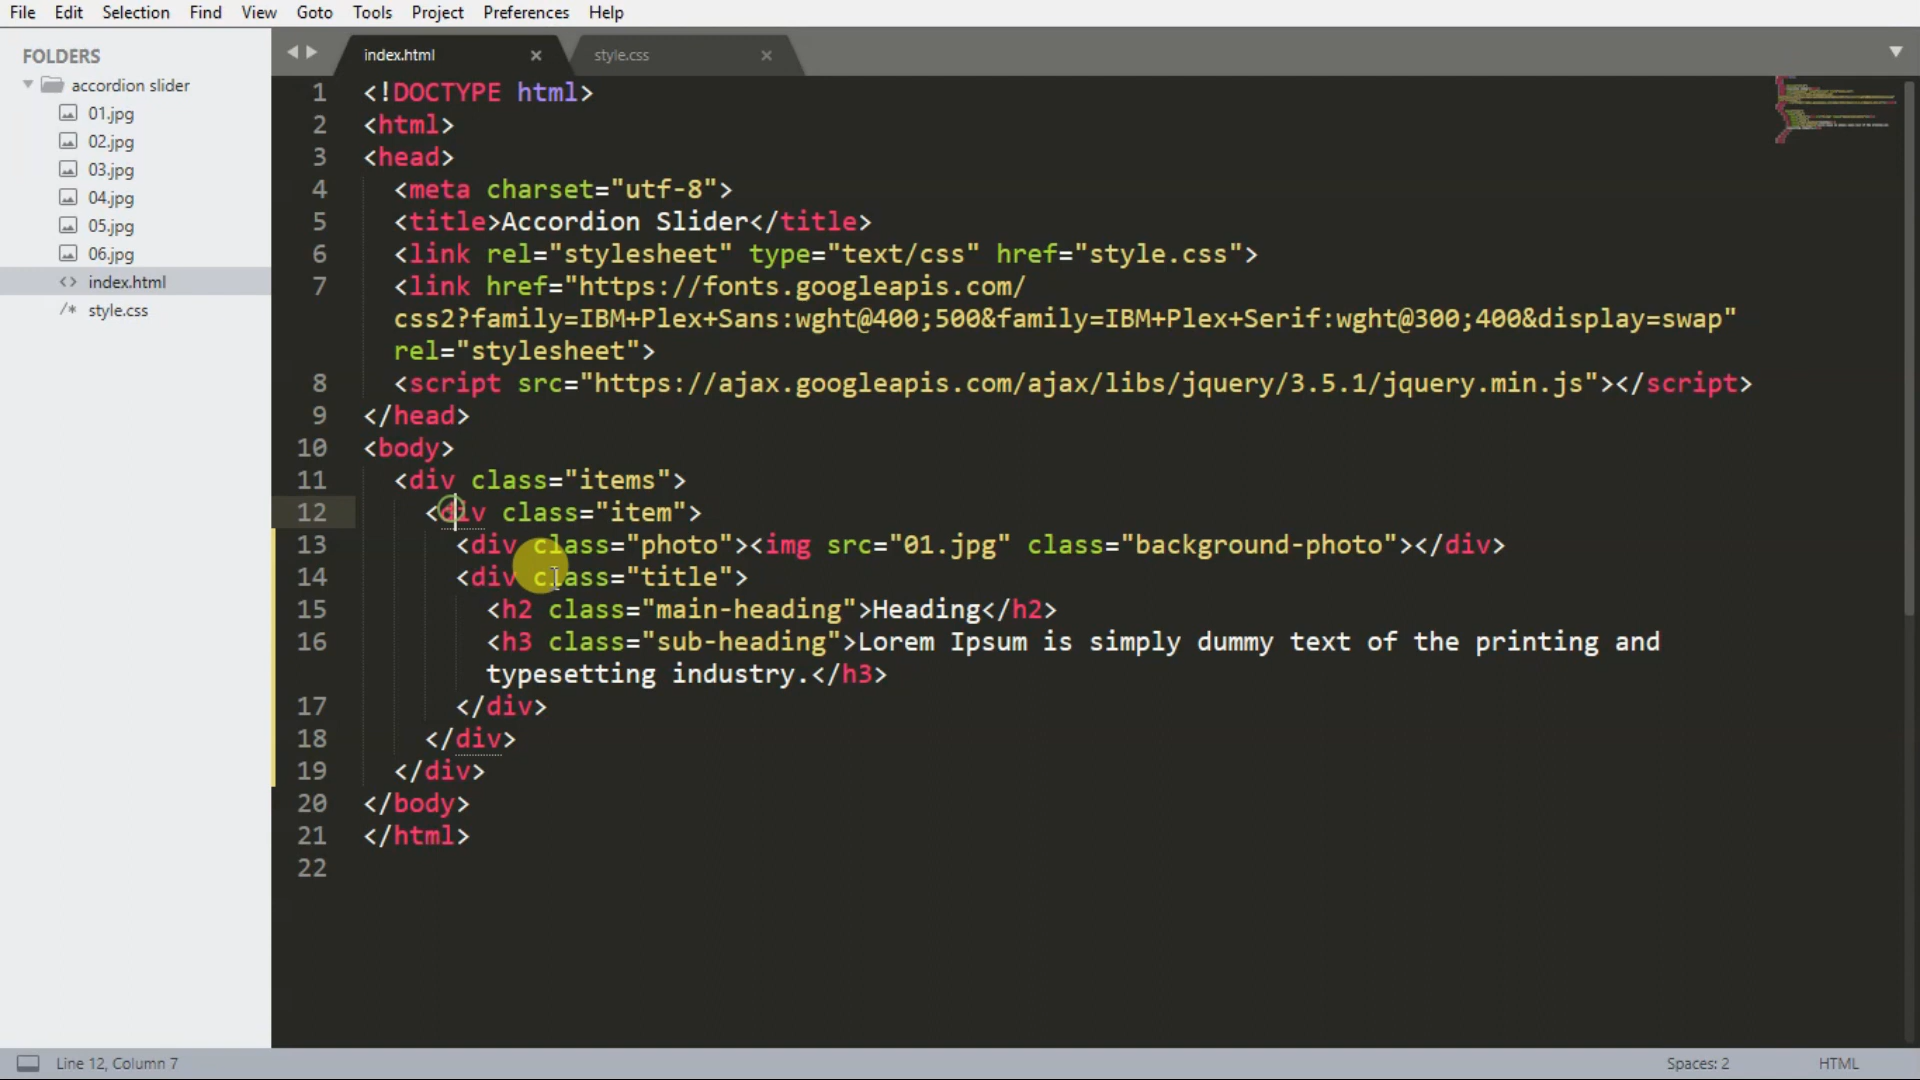 File Edit Selection Find View Goto Tools Project Preferences Help
FOLDERS
accordion slider
01.jpg
02.jpg
03.jpg
04.jpg
05.jpg
06.jpg
<> index.html
/* style.css
index.html × style.css ×
1 <!DOCTYPE html>
2 <html>
3 <head>
4 <meta charset="utf-8">
5 <title>Accordion Slider</title>
6 <link rel="stylesheet" type="text/css" href="style.css">
7 <link href="https://fonts.googleapis.com/
css2?family=IBM+Plex+Sans:wght@400;500&family=IBM+Plex+Serif:wght@300;400&display=swap"
rel="stylesheet">
8 <script src="https://ajax.googleapis.com/ajax/libs/jquery/3.5.1/jquery.min.js"></script>
9 </head>
10 <body>
11 <div class="items">
12 <div class="item">
13 <div class="photo"><img src="01.jpg" class="background-photo"></div>
14 <div class="title">
15 <h2 class="main-heading">Heading</h2>
16 <h3 class="sub-heading">Lorem Ipsum is simply dummy text of the printing and
typesetting industry.</h3>
17 </div>
18 </div>
19 </div>
20 </body>
21 </html>
22
Line 12, Column 7 Spaces: 2 HTML